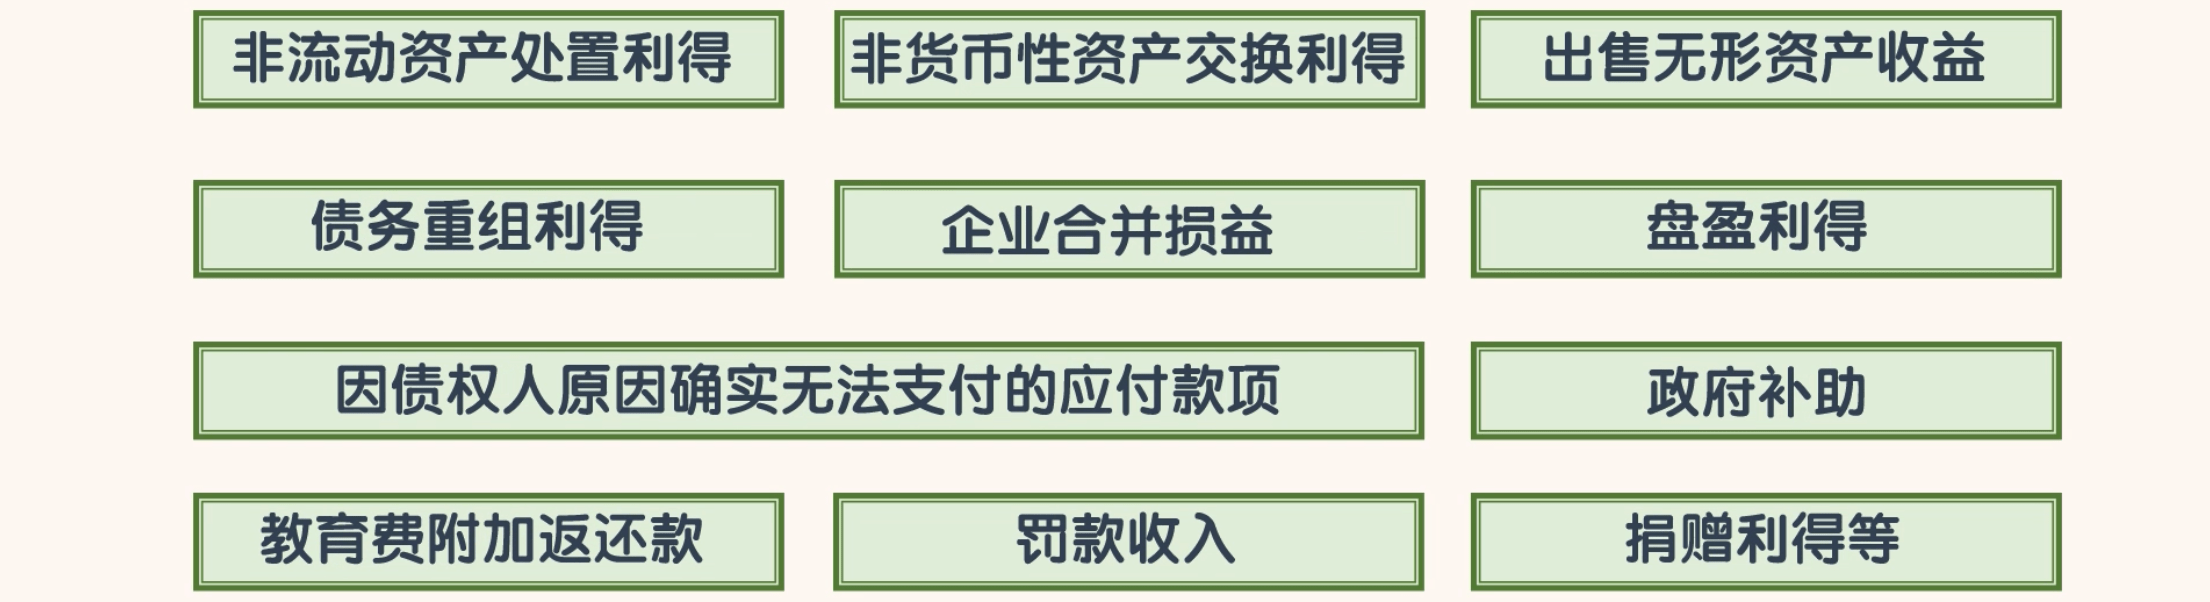 非流动资产处置利得
非货币性资产交换利得
出售无形资产收益
债务重组利得
企业合并损益
盘盈利得
因债权人原因确实无法支付的应付款项
政府补助
教育费附加返还款
罚款收入
捐赠利得等